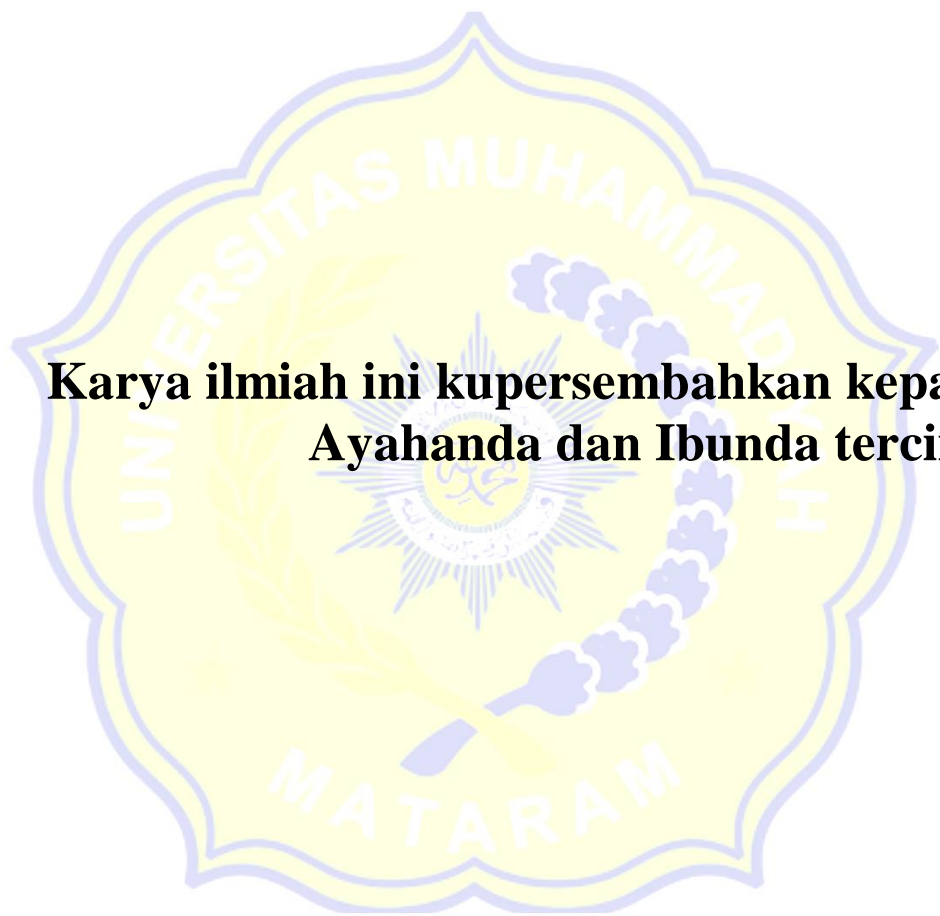 UNIVERSITAS MUHAMMADIYAH
Karya ilmiah ini kupersembahkan kepa
Ayahanda dan Ibunda terci
MATARAM